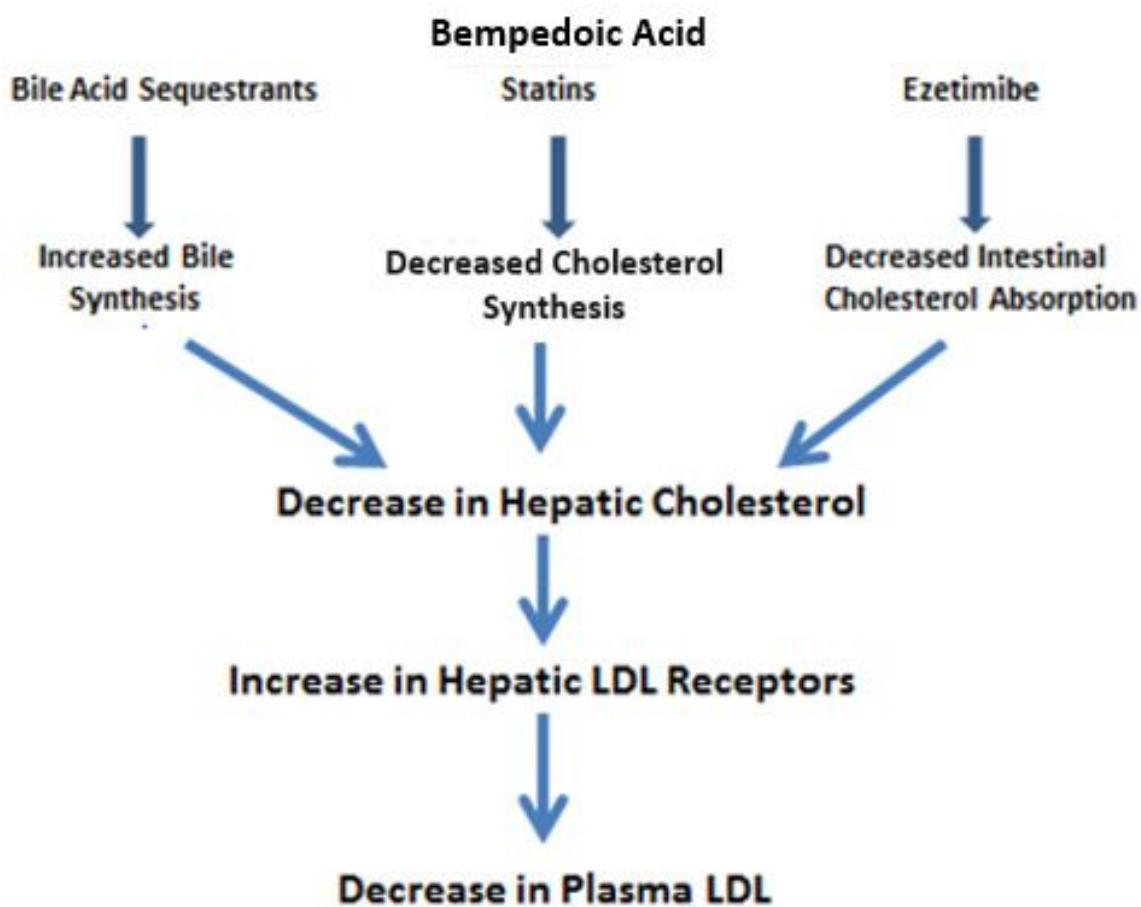 Bempedoic Acid
Bile Acid Sequestrants
Statins
Ezetimibe
Increased Bile
Synthesis
Decreased Cholesterol
Synthesis
Decreased Intestinal
Cholesterol Absorption
Decrease in Hepatic Cholesterol
Increase in Hepatic LDL Receptors
Decrease in Plasma LDL